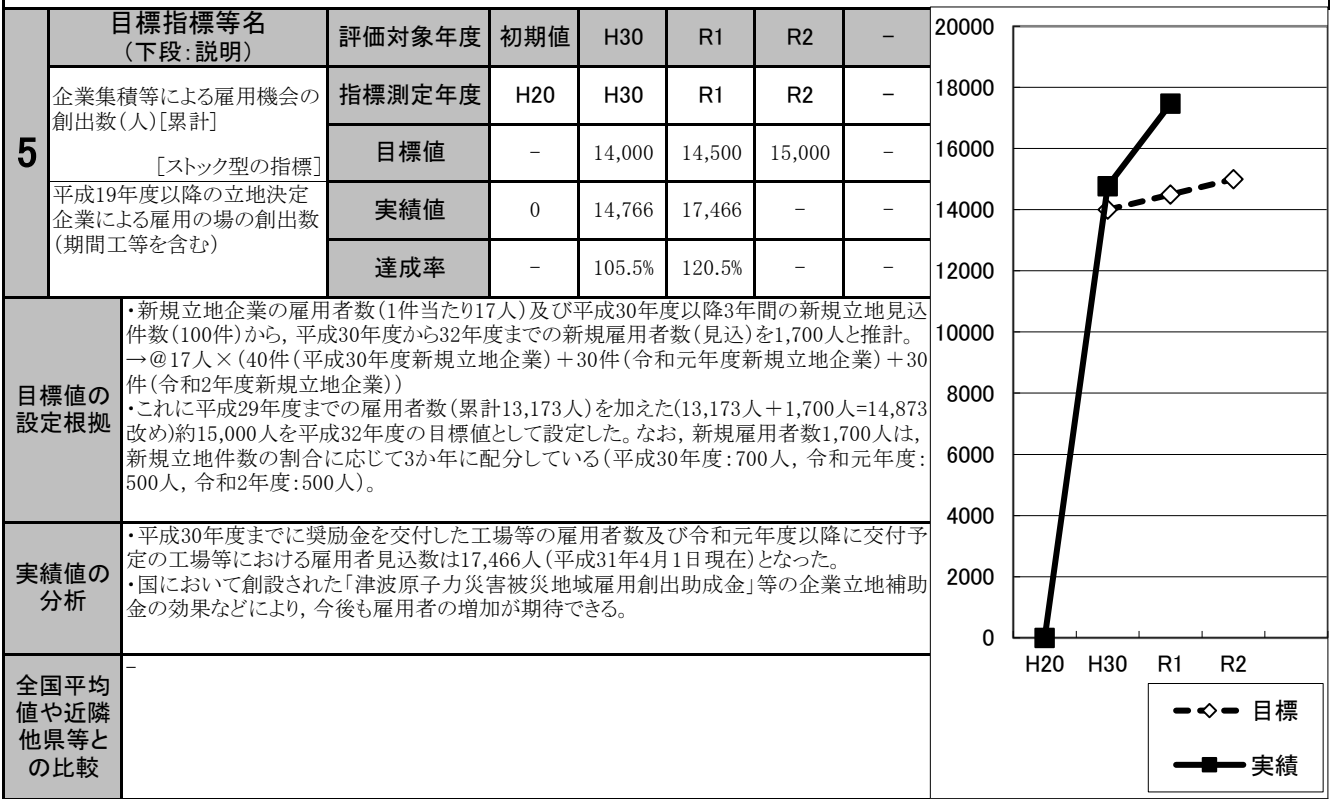 5
目標指標等名
(下段:説明)
評価対象年度 初期値 H30 R1 R2 −
企業集積等による雇用機会の
創出数(人)[累計]
[ストック型の指標]
指標測定年度 H20 H30 R1 R2 −
目標値 − 14,000 14,500 15,000 −
平成19年度以降の立地決定
企業による雇用の場の創出数
(期間工等を含む)
実績値 0 14,766 17,466 − −
達成率 − 105.5% 120.5% − −
目標値の
設定根拠
・新規立地企業の雇用者数(1件当たり17人)及び平成30年度以降3年間の新規立地見込
件数(100件)から,平成30年度から32年度までの新規雇用者数(見込)を1,700人と推計。
→@17人×(40件(平成30年度新規立地企業)+30件(令和元年度新規立地企業)+30
件(令和2年度新規立地企業))
・これに平成29年度までの雇用者数(累計13,173人)を加えた(13,173人+1,700人=14,873
改め)約15,000人を平成32年度の目標値として設定した。なお,新規雇用者数1,700人は,
新規立地件数の割合に応じて3か年に配分している(平成30年度:700人,令和元年度:
500人,令和2年度:500人)。
実績値の
分析
・平成30年度までに奨励金を交付した工場等の雇用者数及び令和元年度以降に交付予
定の工場等における雇用者見込数は17,466人(平成31年4月1日現在)となった。
・国において創設された「津波原子力災害被災地域雇用創出助成金」等の企業立地補助
金の効果などにより,今後も雇用者の増加が期待できる。
全国平均
値や近隣
他県等と
の比較
−
20000
18000
16000
14000
12000
10000
8000
6000
4000
2000
0
H20 H30 R1 R2
目標
実績